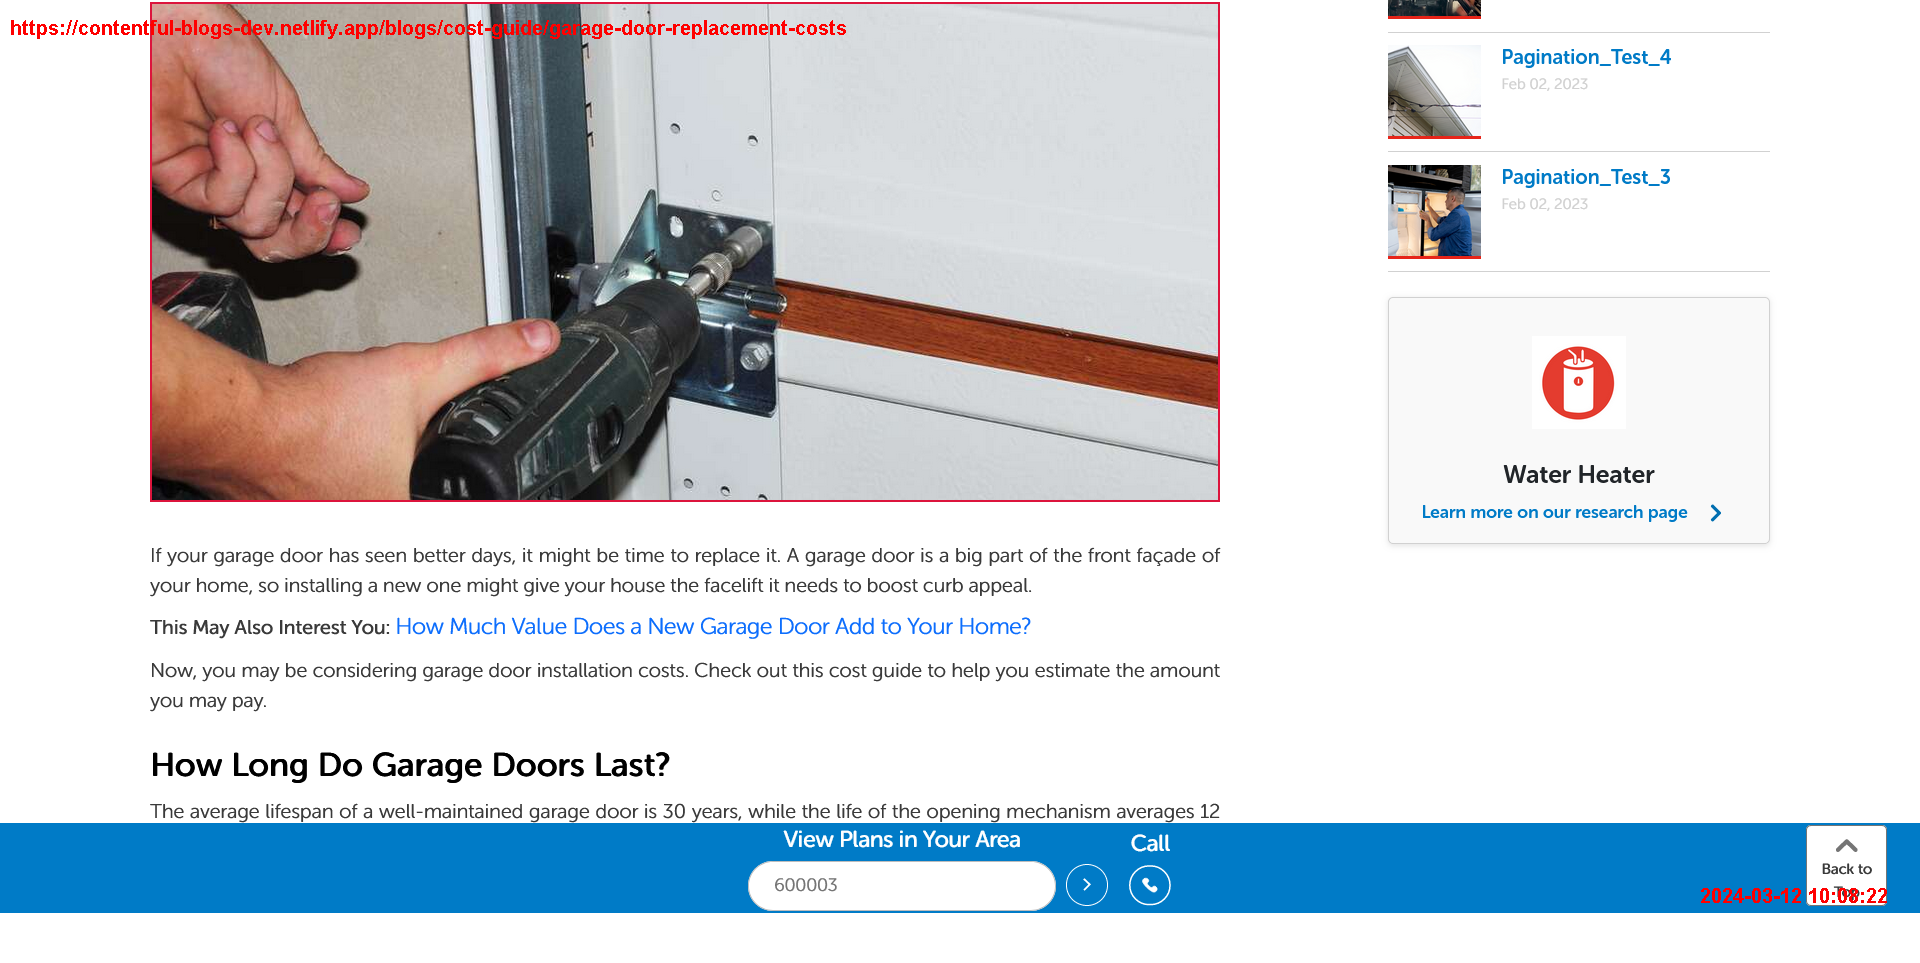 https://contentful-blogs-dev.netlify.app/blogs/cost-guide/garage-door-replacement-costs
Pagination_Test_4
Feb 02, 2023
Pagination_Test_3
Feb 02, 2023
Water Heater
Learn more on our research page
If your garage door has seen better days, it might be time to replace it. A garage door is a big part of the front façade of
your home, so installing a new one might give your house the facelift it needs to boost curb appeal.
This May Also Interest You: How Much Value Does a New Garage Door Add to Your Home?
Now, you may be considering garage door installation costs. Check out this cost guide to help you estimate the amount
you may pay.
How Long Do Garage Doors Last?
The average lifespan of a well-maintained garage door is 30 years, while the life of the opening mechanism averages 12
View Plans in Your Area
600003
Call
Back to
Top
2024-03-12 10:08:22